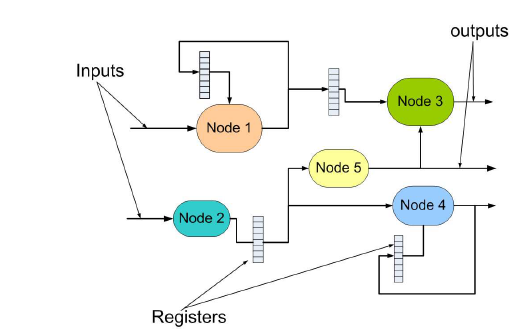 outputs
Inputs
Node 3
Node 1
Node 5
Node 4
Node 2
Registers